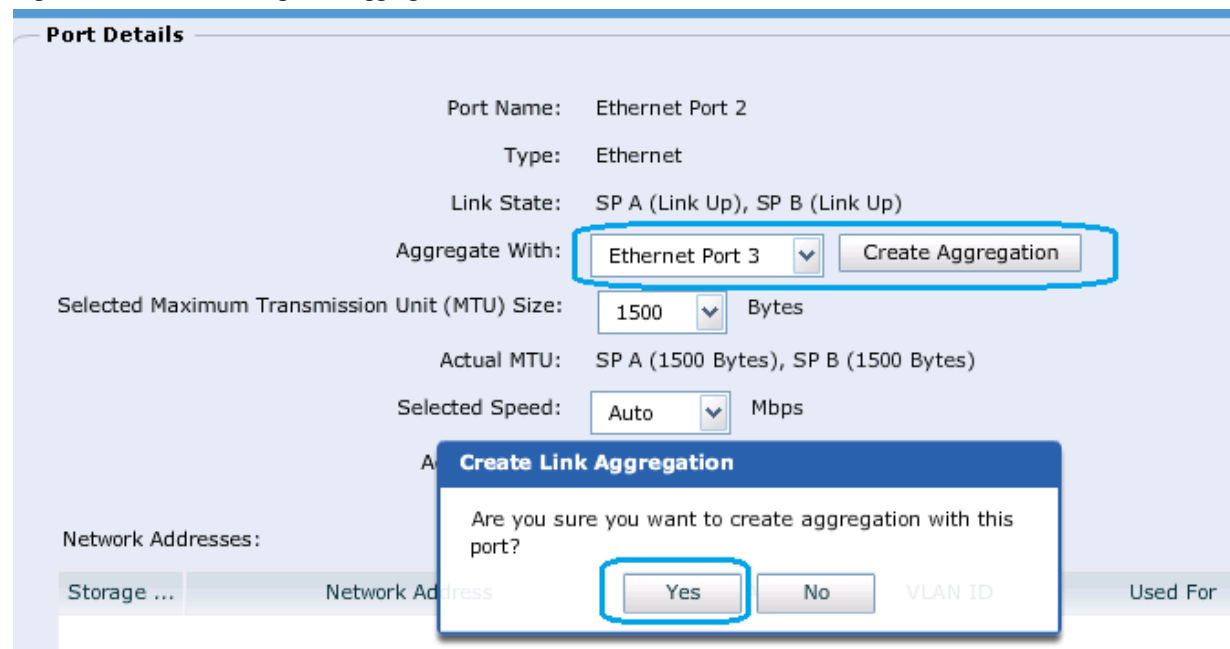 Port Details
Port Name: Ethernet Port 2
Type: Ethernet
Link State: SP A (Link Up), SP B (Link Up)
Aggregate With: Ethernet Port 3 Create Aggregation
Selected Maximum Transmission Unit (MTU) Size: 1500 Bytes
Actual MTU: SP A (1500 Bytes), SP B (1500 Bytes)
Selected Speed: Auto Mbps
Create Link Aggregation
Are you sure you want to create aggregation with this
port?
Yes No
Network Addresses:
Storage ... Network Address VLAN ID Used For